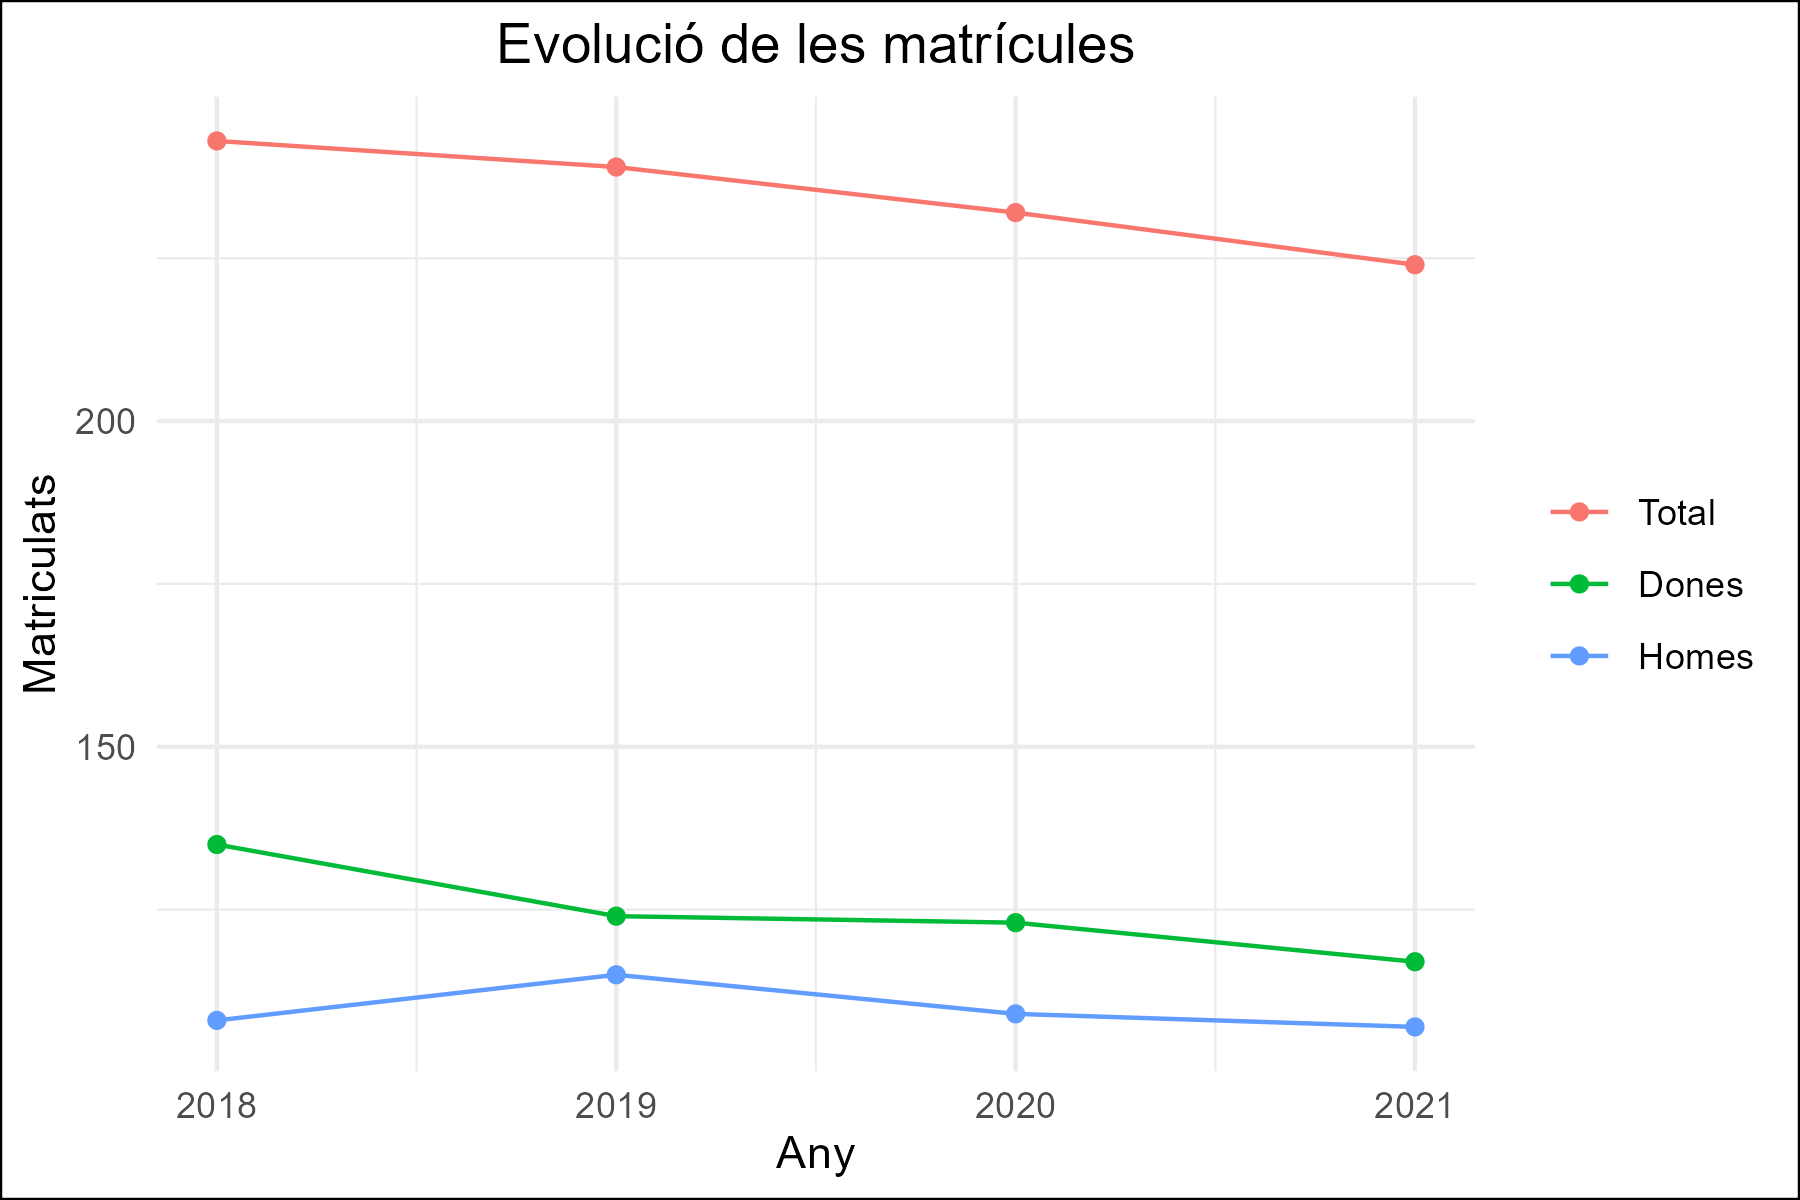 Evolució de les matrícules
200
150
Matriculats
2018
2019
2020
2021
Any
Total
Dones
Homes